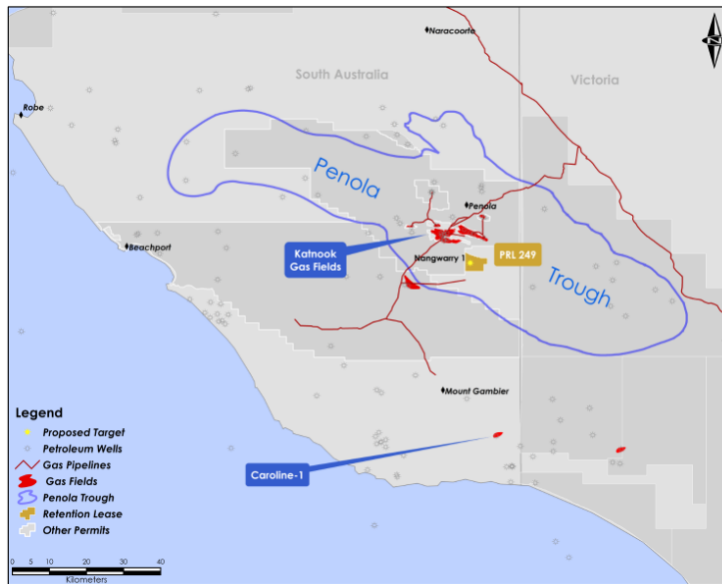 Naracoorte
N
South Australia
Victoria
Robe
Penola
Penola
Katnook
Gas Fields
Nangwarry 1
PRL 249
Beachport
Trough
Mount Gambier
Caroline-1
Legend
Proposed Target
Petroleum Wells
Gas Pipelines
Gas Fields
Penola Trough
Retention Lease
Other Permits
0 5 10 20 30 40
Kilometers